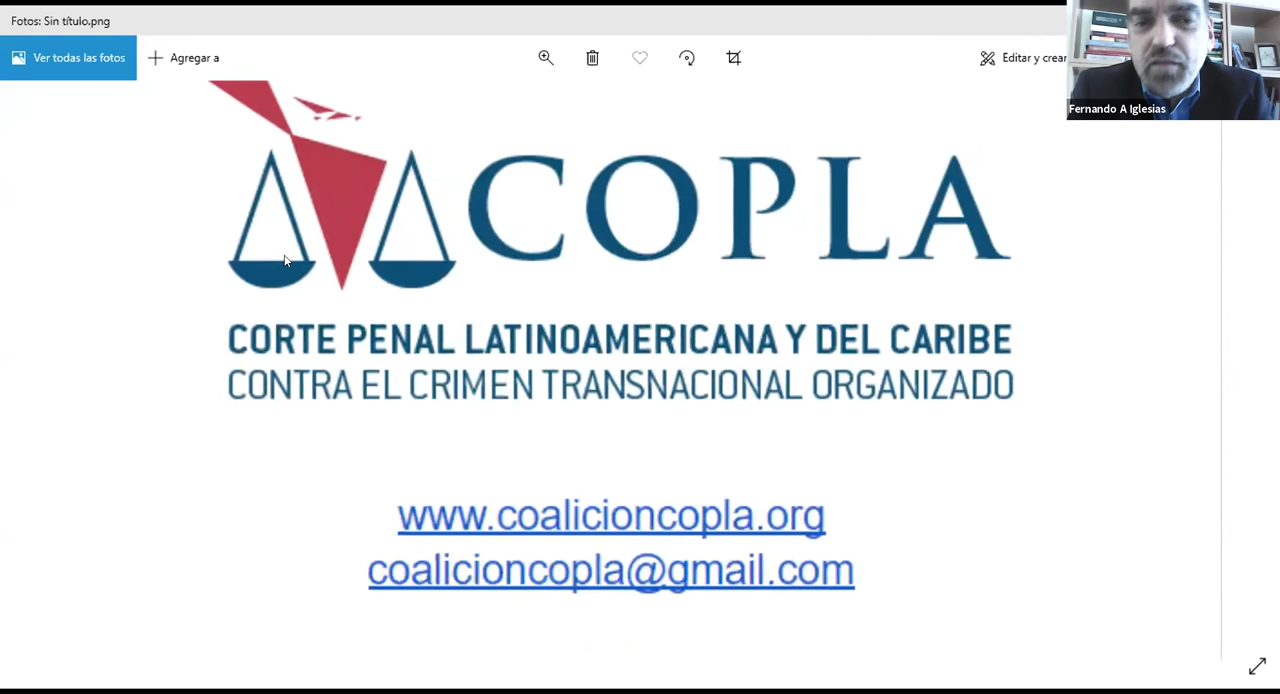 Fotos: Sin título.png
Ver todas las fotos
Agregar a
Editar y crear
Fernando A Iglesias
COPLA
CORTE PENAL LATINOAMERICANA Y DEL CARIBE
CONTRA EL CRIMEN TRANSNACIONAL ORGANIZADO
www.coalicioncopla.org
coalicioncopla@gmail.com